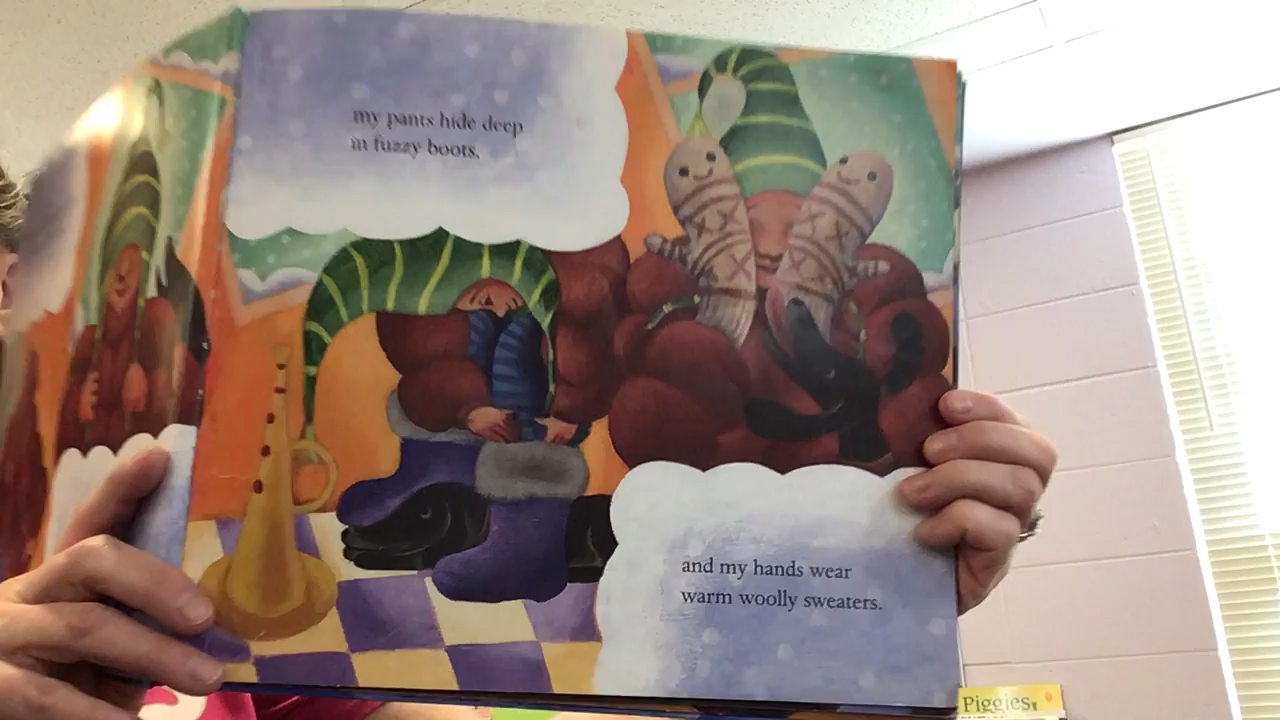 my pants hide deep
in fuzzy boots,
and my hands wear
warm woolly sweaters.
Piggies